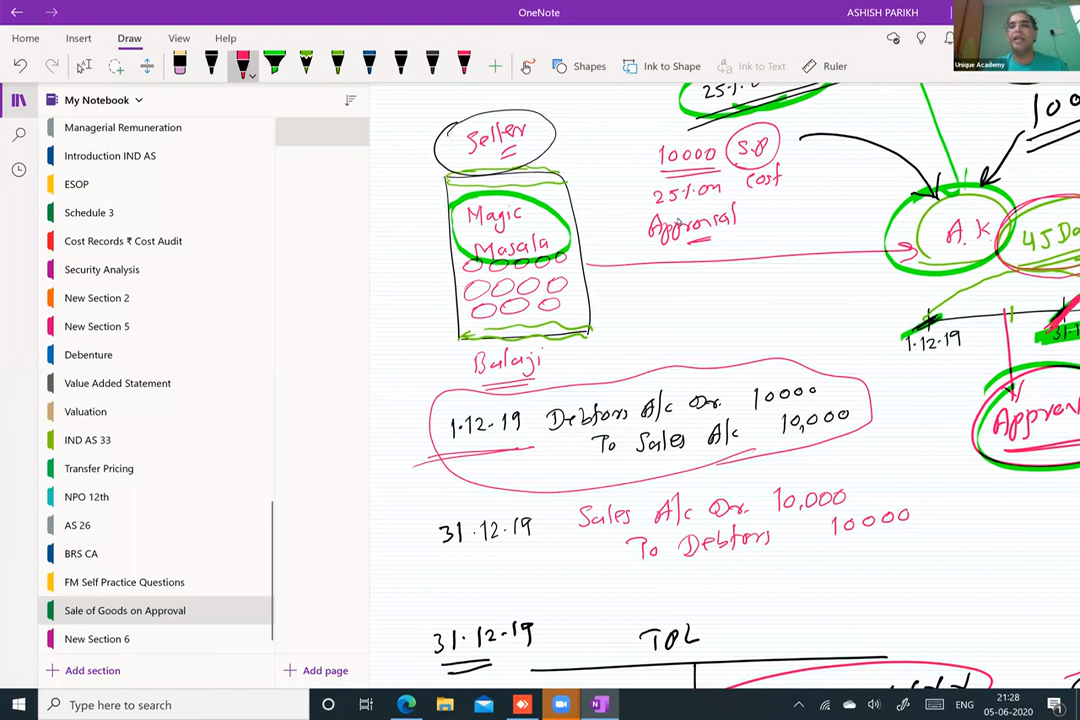 OneNote
ASHISH PARIKH
Home Insert Draw View Help
Shapes Ink to Shape Ink to Text Ruler
Unique Academy
My Notebook
Managerial Remuneration
Introduction IND AS
ESOP
Schedule 3
Cost Records ₹ Cost Audit
Security Analysis
New Section 2
New Section 5
Debenture
Value Added Statement
Valuation
IND AS 33
Transfer Pricing
NPO 12th
AS 26
BRS CA
FM Self Practice Questions
Sale of Goods on Approval
New Section 6
Add section
Add page
25%
Seller
10000 S.P
25% on cost
Approval
Magic
Masala
A.K.
45 Da
1.12.19
Balaji
1.12.19 Debtors A/c Dr. 10000
To Sales A/c 10,000
31.12.19 Sales A/c Dr. 10,000
To Debtors 10000
31.12.19
Type here to search
ENG
21:28
05-06-2020